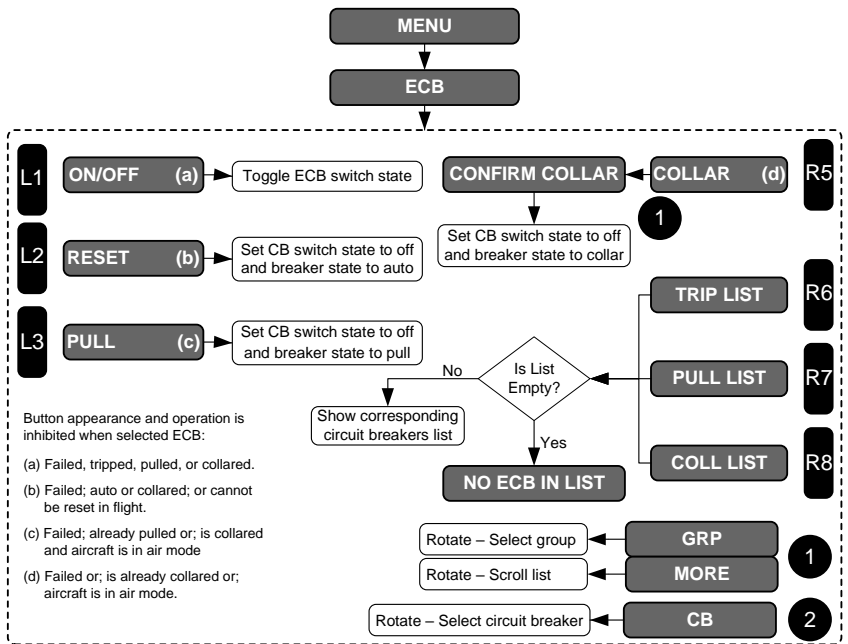 MENU
ECB
L1
ON/OFF (a)
Toggle ECB switch state
CONFIRM COLLAR
COLLAR (d)
R5
1
Set CB switch state to off
and breaker state to collar
L2
RESET (b)
Set CB switch state to off
and breaker state to auto
L3
PULL (c)
Set CB switch state to off
and breaker state to pull
TRIP LIST
R6
Is List
Empty?
No
Yes
PULL LIST
R7
Show corresponding
circuit breakers list
NO ECB IN LIST
COLL LIST
R8
Button appearance and operation is
inhibited when selected ECB:
(a) Failed, tripped, pulled, or collared.
(b) Failed; auto or collared; or cannot
be reset in flight.
(c) Failed; already pulled or; is collared
and aircraft is in air mode
(d) Failed or; is already collared or;
aircraft is in air mode.
Rotate – Select group
GRP
Rotate – Scroll list
MORE
1
Rotate – Select circuit breaker
CB
2